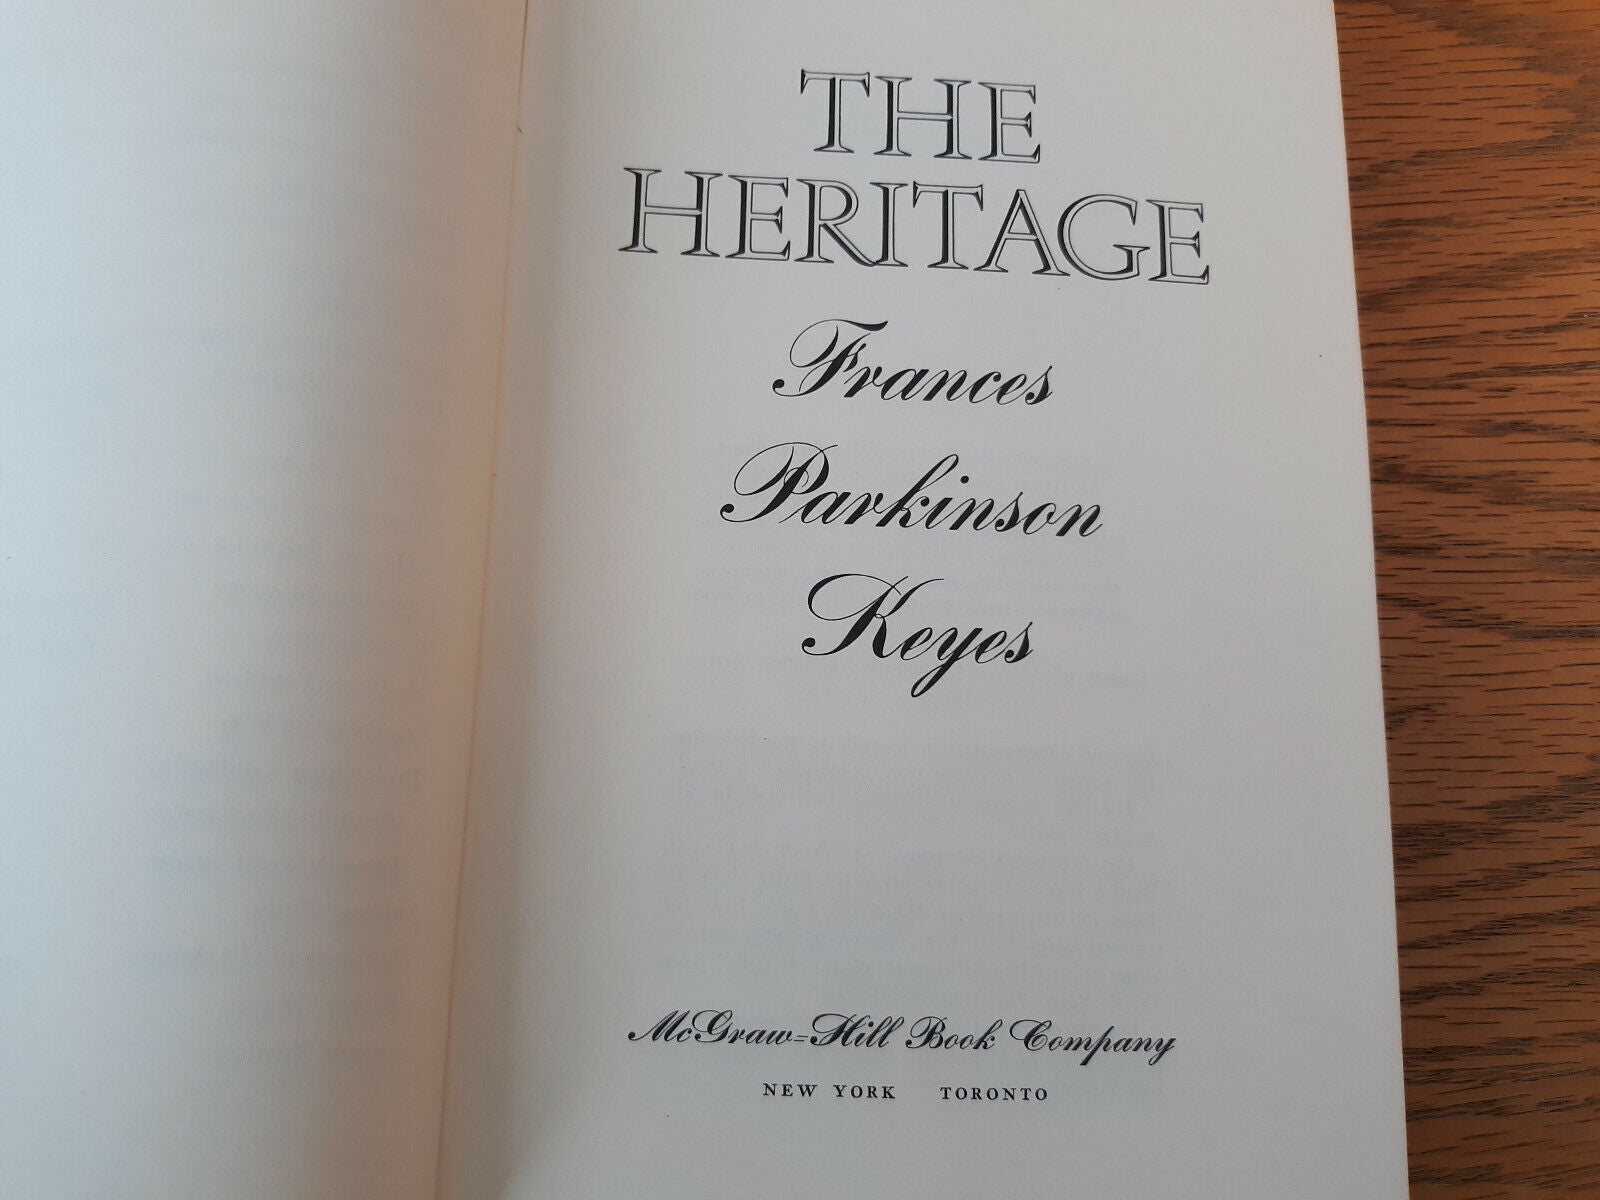 THE
HERITAGE
Frances
Parkinson
Keyes
McGraw-Hill Book Company
NEW YORK TORONTO